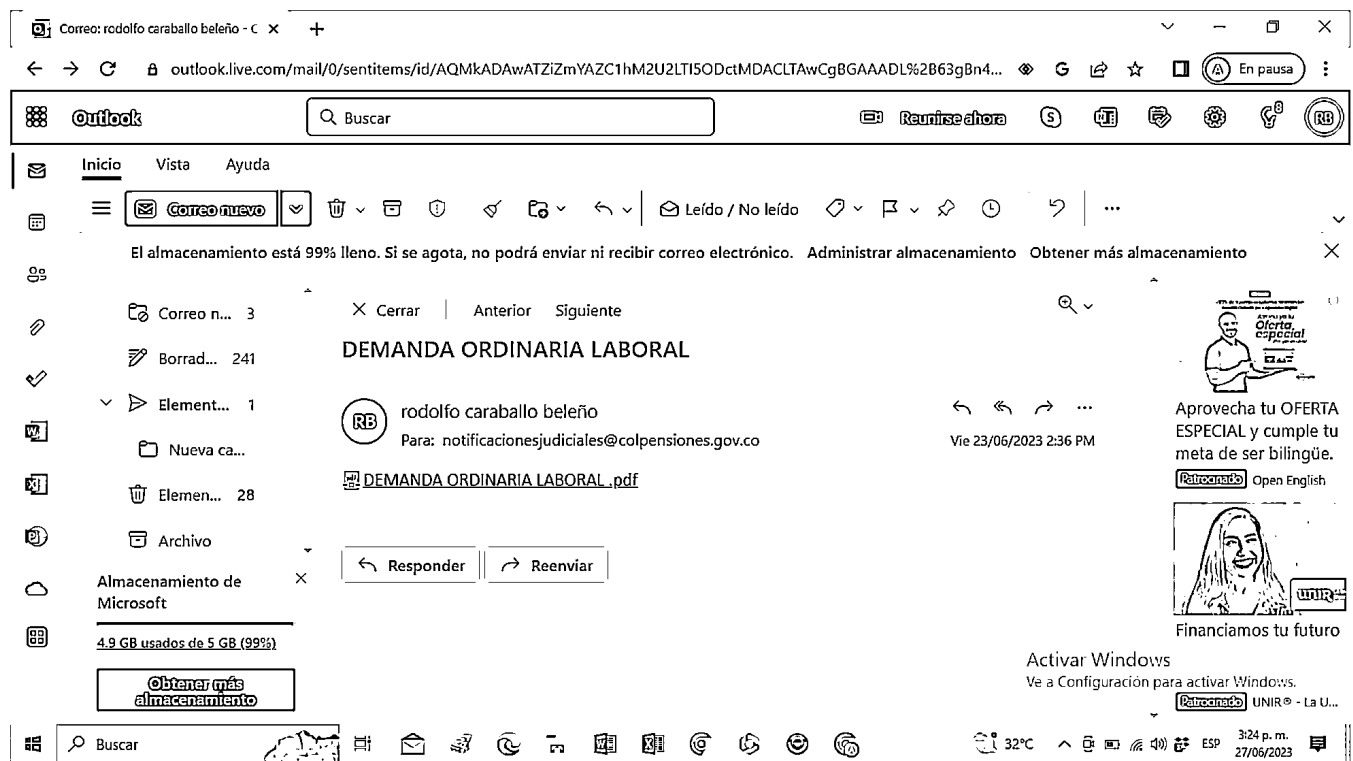 Correo: rodolfo caraballo beleño - C
outlook.live.com/mail/0/sentitems/id/AQMkADAwATZiZmYAZC1hM2U2LTI5ODctMDACLTAwCgBGAAADL%2B63gBn4...
En pausa
Outlook
Buscar
Reunirse ahora
8
RB
Inicio Vista Ayuda
Correo nuevo
Leído / No leído
El almacenamiento está 99% lleno. Si se agota, no podrá enviar ni recibir correo electrónico. Administrar almacenamiento Obtener más almacenamiento
Correo n... 3
Borrad... 241
Element... 1
Nueva ca...
Elemen... 28
Archivo
Almacenamiento de
Microsoft
4.9 GB usados de 5 GB (99%)
Obtener más
almacenamiento
Cerrar Anterior Siguiente
DEMANDA ORDINARIA LABORAL
RB
rodolfo caraballo beleño
Para: notificacionesjudiciales@colpensiones.gov.co
Vie 23/06/2023 2:36 PM
DEMANDA ORDINARIA LABORAL .pdf
Responder Reenviar
Oferta
especial
Aprovecha tu OFERTA
ESPECIAL y cumple tu
meta de ser bilingüe.
Patrocinado Open English
unir
Financiamos tu futuro
Activar Windows
Ve a Configuración para activar Windows.
Patrocinado UNIR® - La U...
Buscar
32°C
ESP
3:24 p. m.
27/06/2023